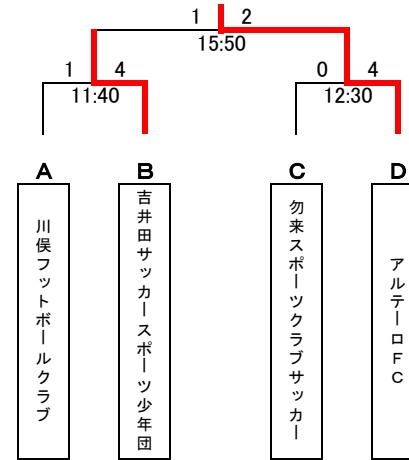 1 2
15:50
1 4
11:40
0 4
12:30
A
B
C
D
川俣フットボールクラブ
吉井田サッカースポーツ少年団
勿来スポーツクラブサッカー
アルテーロFC